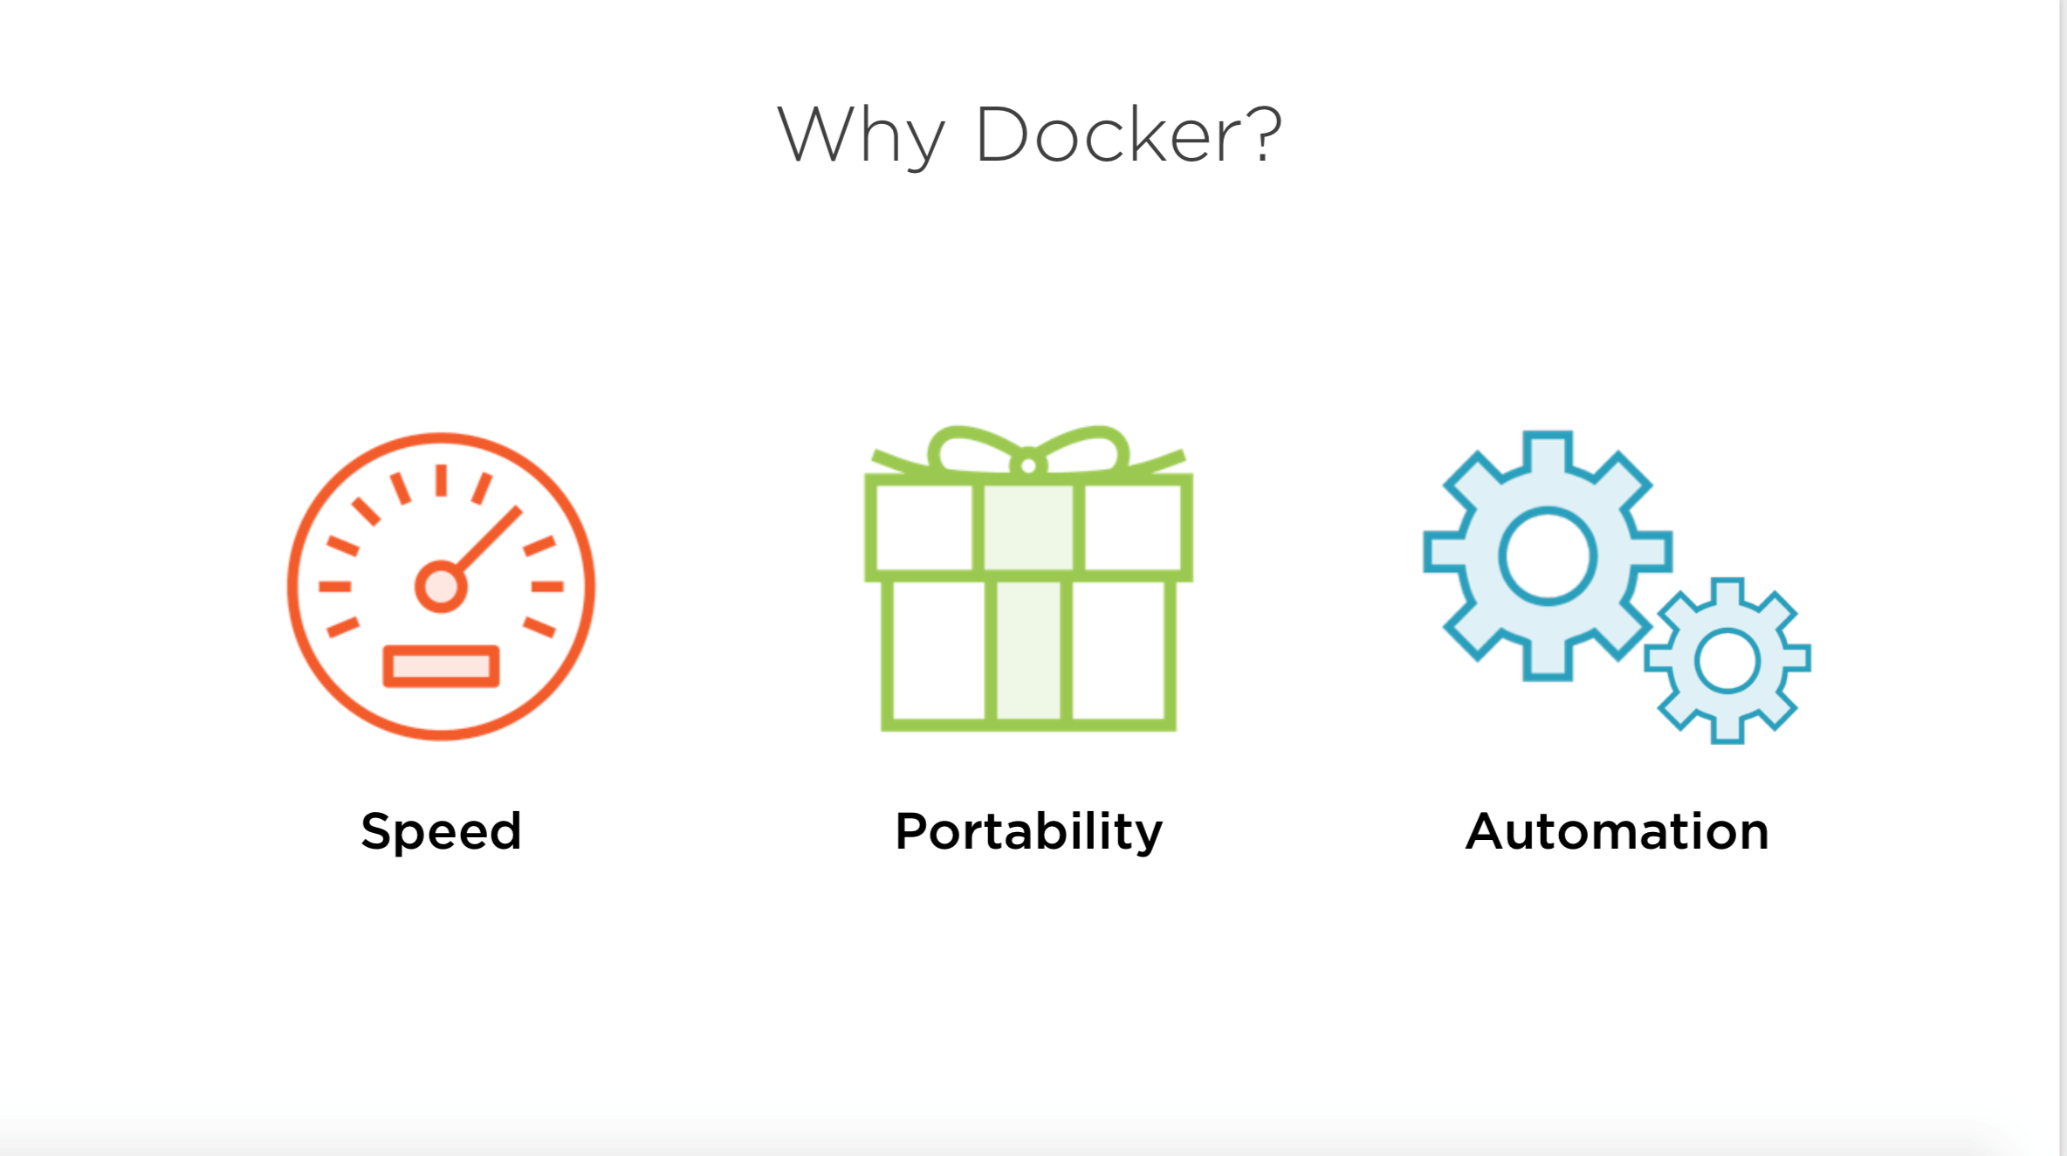 Why Docker?
Speed
Portability
Automation